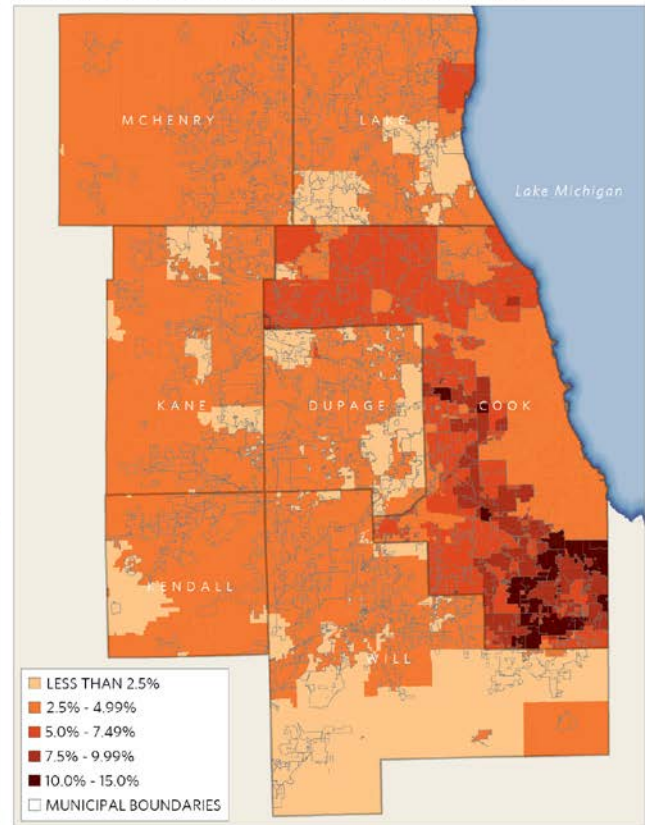 MCHENRY
LAKE
Lake Michigan
KANE
DUPAGE
COOK
KENDALL
WILL
LESS THAN 2.5%
2.5% - 4.99%
5.0% - 7.49%
7.5% - 9.99%
10.0% - 15.0%
MUNICIPAL BOUNDARIES